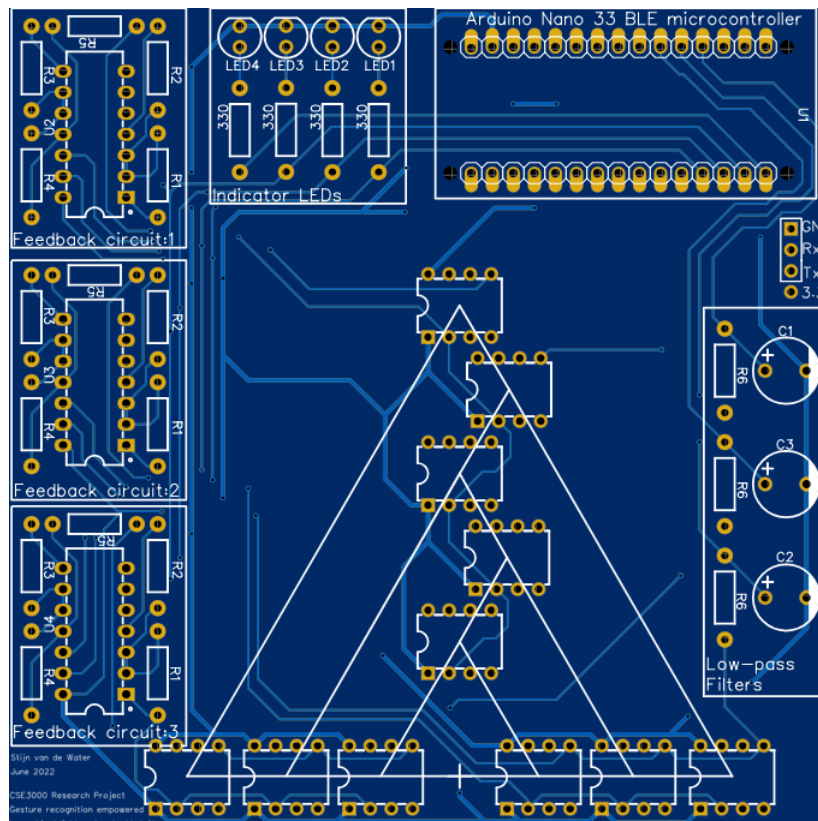 R5
R3
R2
U2
R4
R1
Feedback circuit:1
LED4
LED3
LED2
LED1
330
330
330
330
Indicator LEDs
Arduino Nano 33 BLE microcontroller
U1
GN
Rx
Tx
3.3
R5
R3
R2
U3
R4
R1
Feedback circuit:2
C1
+
R6
C3
+
R6
C2
+
R6
Low-pass
Filters
R5
R3
R2
U4
R4
R1
Feedback circuit:3
Stijn van de Water
June 2022
CSE3000 Research Project
Gesture recognition empowered